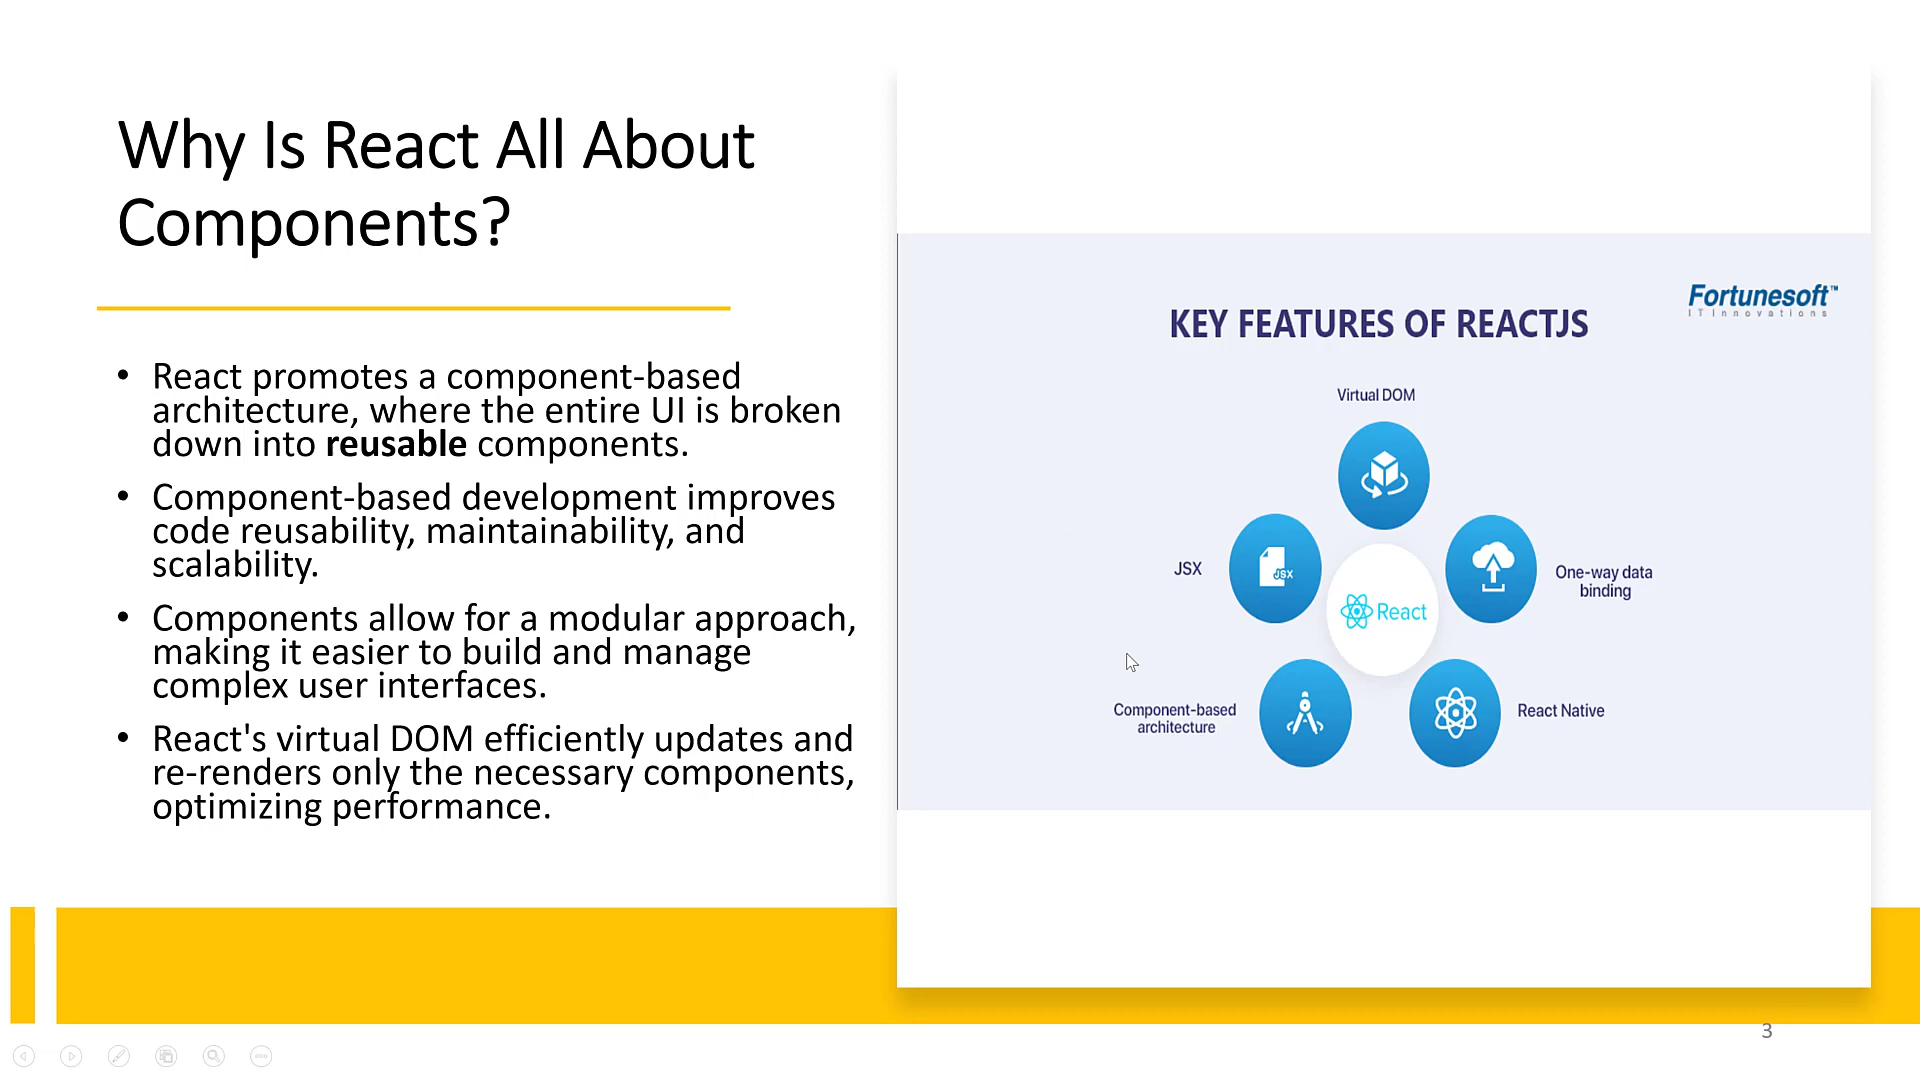 Why Is React All About
Components?
• React promotes a component-based
architecture, where the entire UI is broken
down into reusable components.
• Component-based development improves
code reusability, maintainability, and
scalability.
• Components allow for a modular approach,
making it easier to build and manage
complex user interfaces.
• React's virtual DOM efficiently updates and
re-renders only the necessary components,
optimizing performance.
Fortunesoft™
IT Innovations
KEY FEATURES OF REACTJS
Virtual DOM
JSX
JSX
One-way data
binding
React
Component-based
architecture
React Native
3